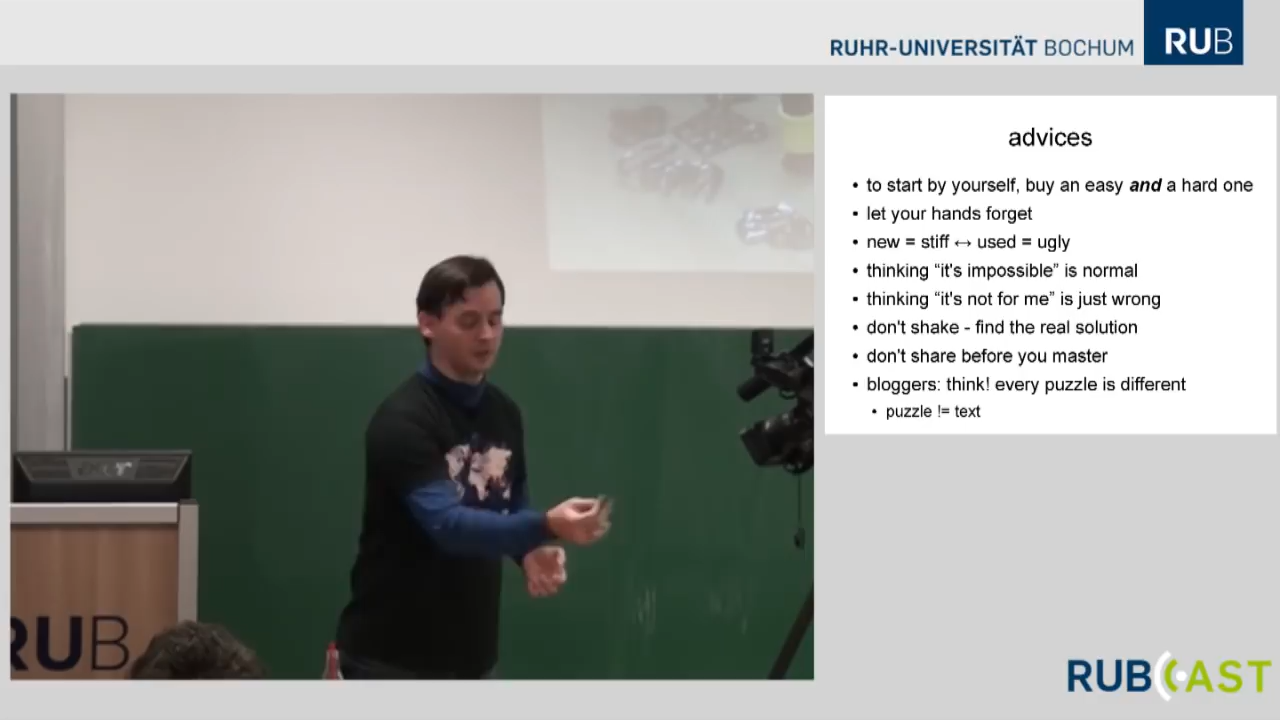 RUHR-UNIVERSITÄT BOCHUM
RUB
advices
• to start by yourself, buy an easy and a hard one
• let your hands forget
• new = stiff ↔ used = ugly
• thinking “it's impossible” is normal
• thinking “it's not for me” is just wrong
• don't shake - find the real solution
• don't share before you master
• bloggers: think! every puzzle is different
• puzzle != text
acer
RUB
RUBCAST